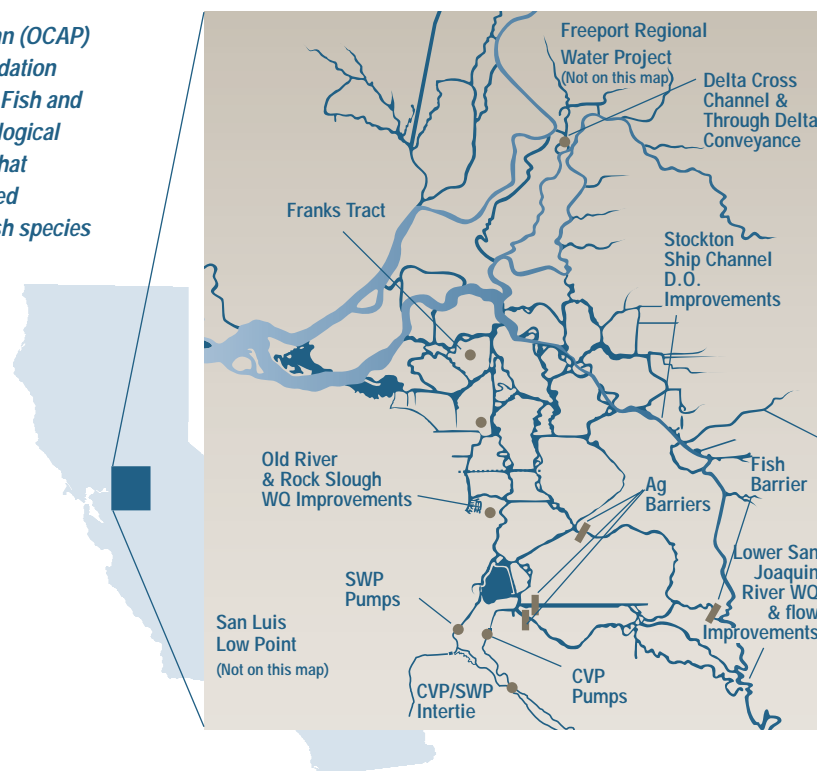 an (OCAP)
dation
Fish and
logical
hat
ed
sh species
Freeport Regional
Water Project
(Not on this map)
Delta Cross
Channel &
Through Delta
Conveyance
Franks Tract
Stockton
Ship Channel
D.O.
Improvements
Old River
& Rock Slough
WQ Improvements
Ag
Barriers
Fish
Barrier
Lower San
Joaquin
River WQ
& flow
Improvements
SWP
Pumps
San Luis
Low Point
(Not on this map)
CVP/SWP
Intertie
CVP
Pumps